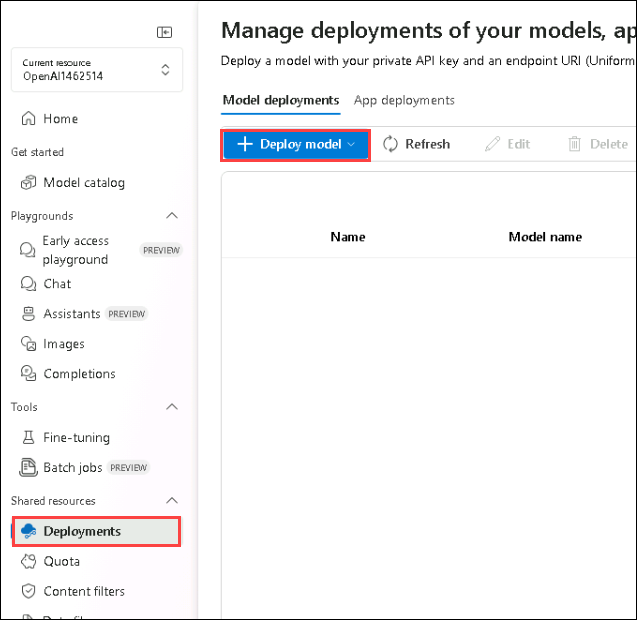 Current resource
OpenAI1462514
Home
Get started
Model catalog
Playgrounds
Early access
playground
PREVIEW
Chat
Assistants PREVIEW
Images
Completions
Tools
Fine-tuning
Batch jobs PREVIEW
Shared resources
Deployments
Quota
Content filters
Manage deployments of your models, ap
Deploy a model with your private API key and an endpoint URI (Uniform
Model deployments App deployments
Deploy model Refresh Edit Delete
Name Model name